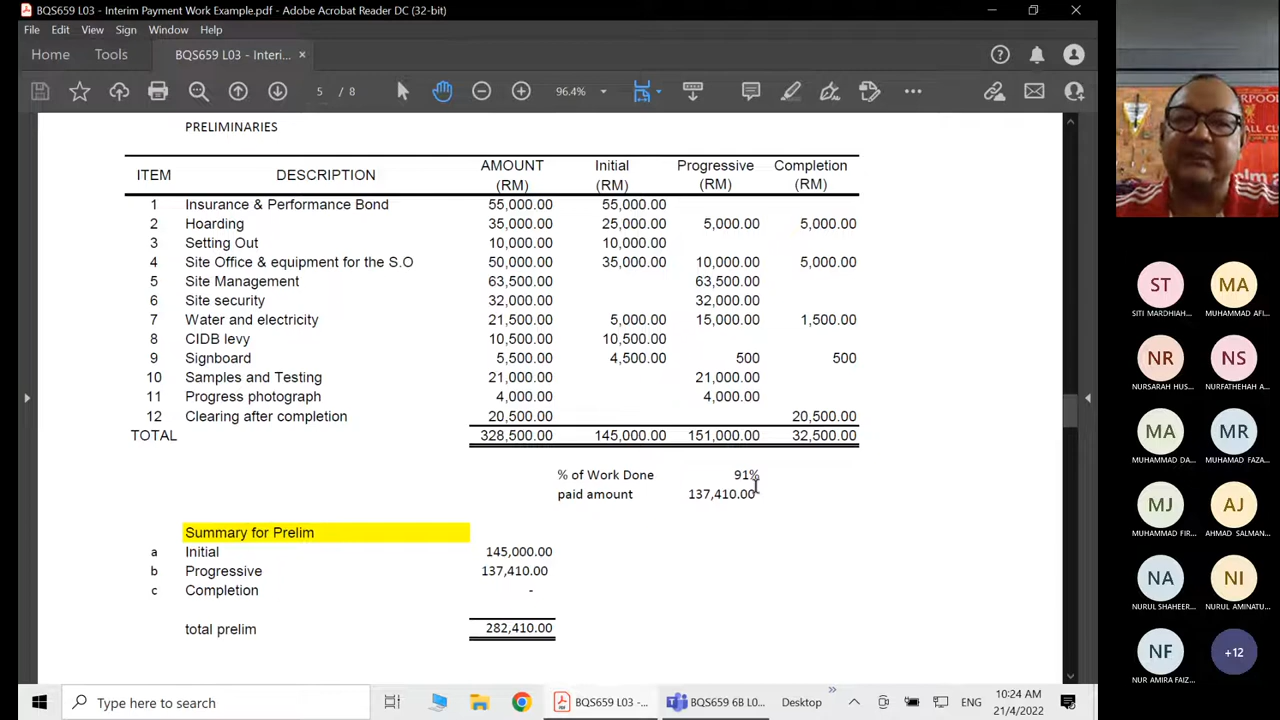 BQS659 L03 - Interim Payment Work Example.pdf - Adobe Acrobat Reader DC (32-bit)
File Edit View Sign Window Help
Home Tools BQS659 L03 - Interi... ×
5 / 8 96.4%
PRELIMINARIES
ITEM DESCRIPTION AMOUNT (RM) Initial (RM) Progressive (RM) Completion (RM)
1 Insurance & Performance Bond 55,000.00 55,000.00
2 Hoarding 35,000.00 25,000.00 5,000.00 5,000.00
3 Setting Out 10,000.00 10,000.00
4 Site Office & equipment for the S.O 50,000.00 35,000.00 10,000.00 5,000.00
5 Site Management 63,500.00 63,500.00
6 Site security 32,000.00 32,000.00
7 Water and electricity 21,500.00 5,000.00 15,000.00 1,500.00
8 CIDB levy 10,500.00 10,500.00
9 Signboard 5,500.00 4,500.00 500 500
10 Samples and Testing 21,000.00 21,000.00
11 Progress photograph 4,000.00 4,000.00
12 Clearing after completion 20,500.00 20,500.00
TOTAL 328,500.00 145,000.00 151,000.00 32,500.00
% of Work Done 91%
paid amount 137,410.00
Summary for Prelim
a Initial 145,000.00
b Progressive 137,410.00
c Completion -
total prelim 282,410.00
ST MA
SITI MARDHIAH... MUHAMMAD AFI...
NR NS
NURSARAH HUS... NURFATHEHAH A...
MA MR
MUHAMMAD DA... MUHAMAD FAZA...
MJ AJ
MUHAMMAD FIR... AHMAD SALMAN...
NA NI
NURUL SHAHEER... NURUL AMINATU...
NF +12
NUR AMIRA FAIZ...
Type here to search
BQS659 L03 -... BQS659 6B L0... Desktop
ENG
10:24 AM
21/4/2022